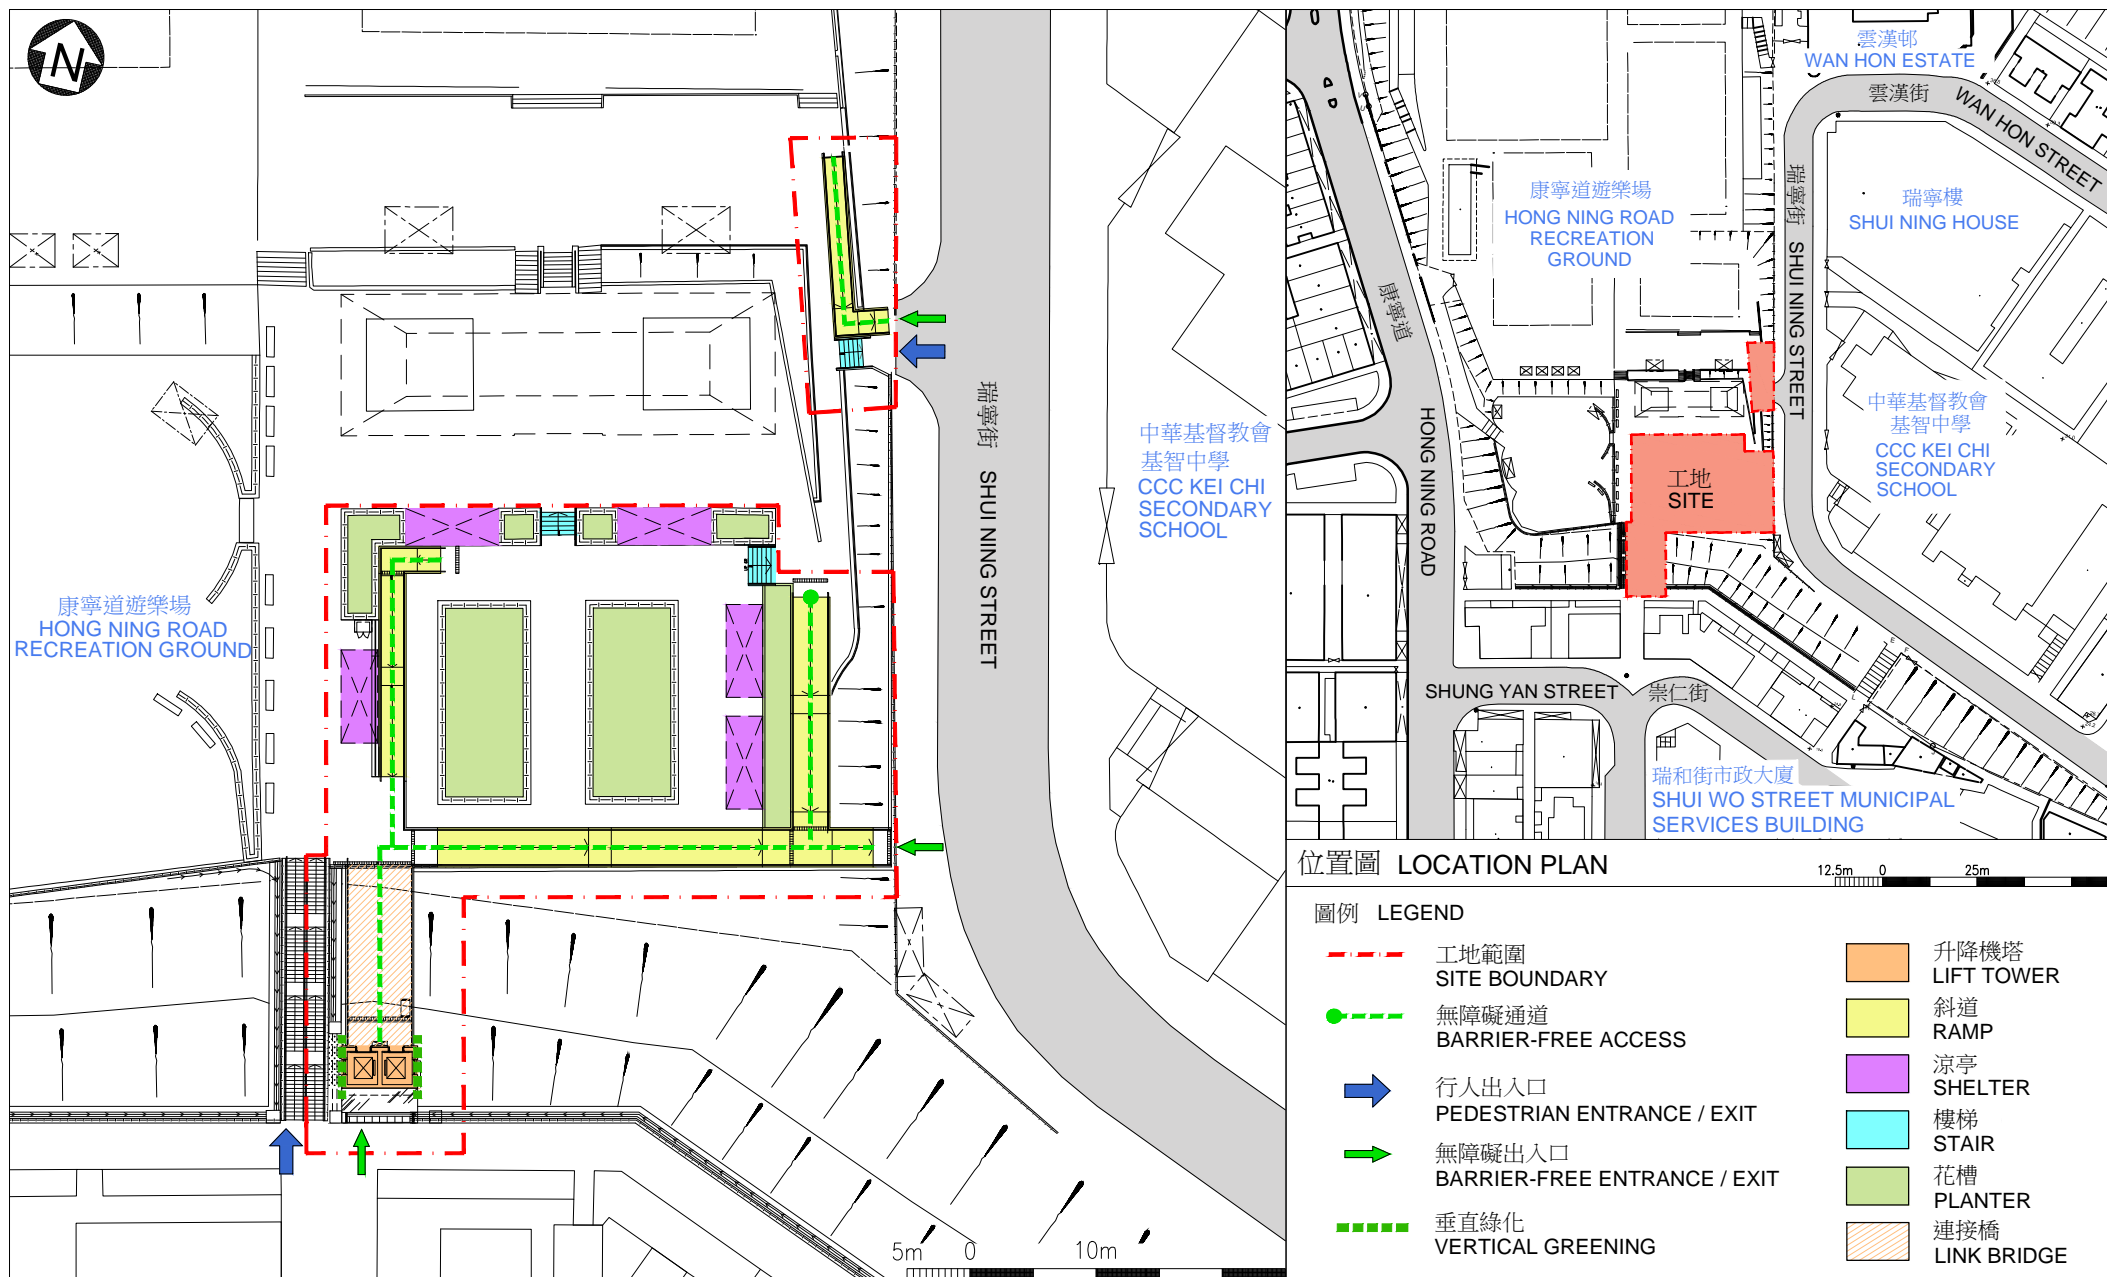 N
康寧道遊樂場
HONG NING ROAD
RECREATION GROUND
瑞寧街 SHUI NING STREET
中華基督教會
基智中學
CCC KEI CHI
SECONDARY
SCHOOL
5m 0 10m
雲漢邨
WAN HON ESTATE
雲漢街 WAN HON STREET
康寧道遊樂場
HONG NING ROAD
RECREATION
GROUND
瑞寧街 SHUI NING STREET
瑞寧樓
SHUI NING HOUSE
康寧道 HONG NING ROAD
中華基督教會
基智中學
CCC KEI CHI
SECONDARY
SCHOOL
工地
SITE
SHUNG YAN STREET 崇仁街
瑞和街市政大廈
SHUI WO STREET MUNICIPAL
SERVICES BUILDING
位置圖 LOCATION PLAN
12.5m 0 25m
圖例 LEGEND
工地範圍
SITE BOUNDARY
無障礙通道
BARRIER-FREE ACCESS
行人出入口
PEDESTRIAN ENTRANCE / EXIT
無障礙出入口
BARRIER-FREE ENTRANCE / EXIT
垂直綠化
VERTICAL GREENING
升降機塔
LIFT TOWER
斜道
RAMP
涼亭
SHELTER
樓梯
STAIR
花槽
PLANTER
連接橋
LINK BRIDGE